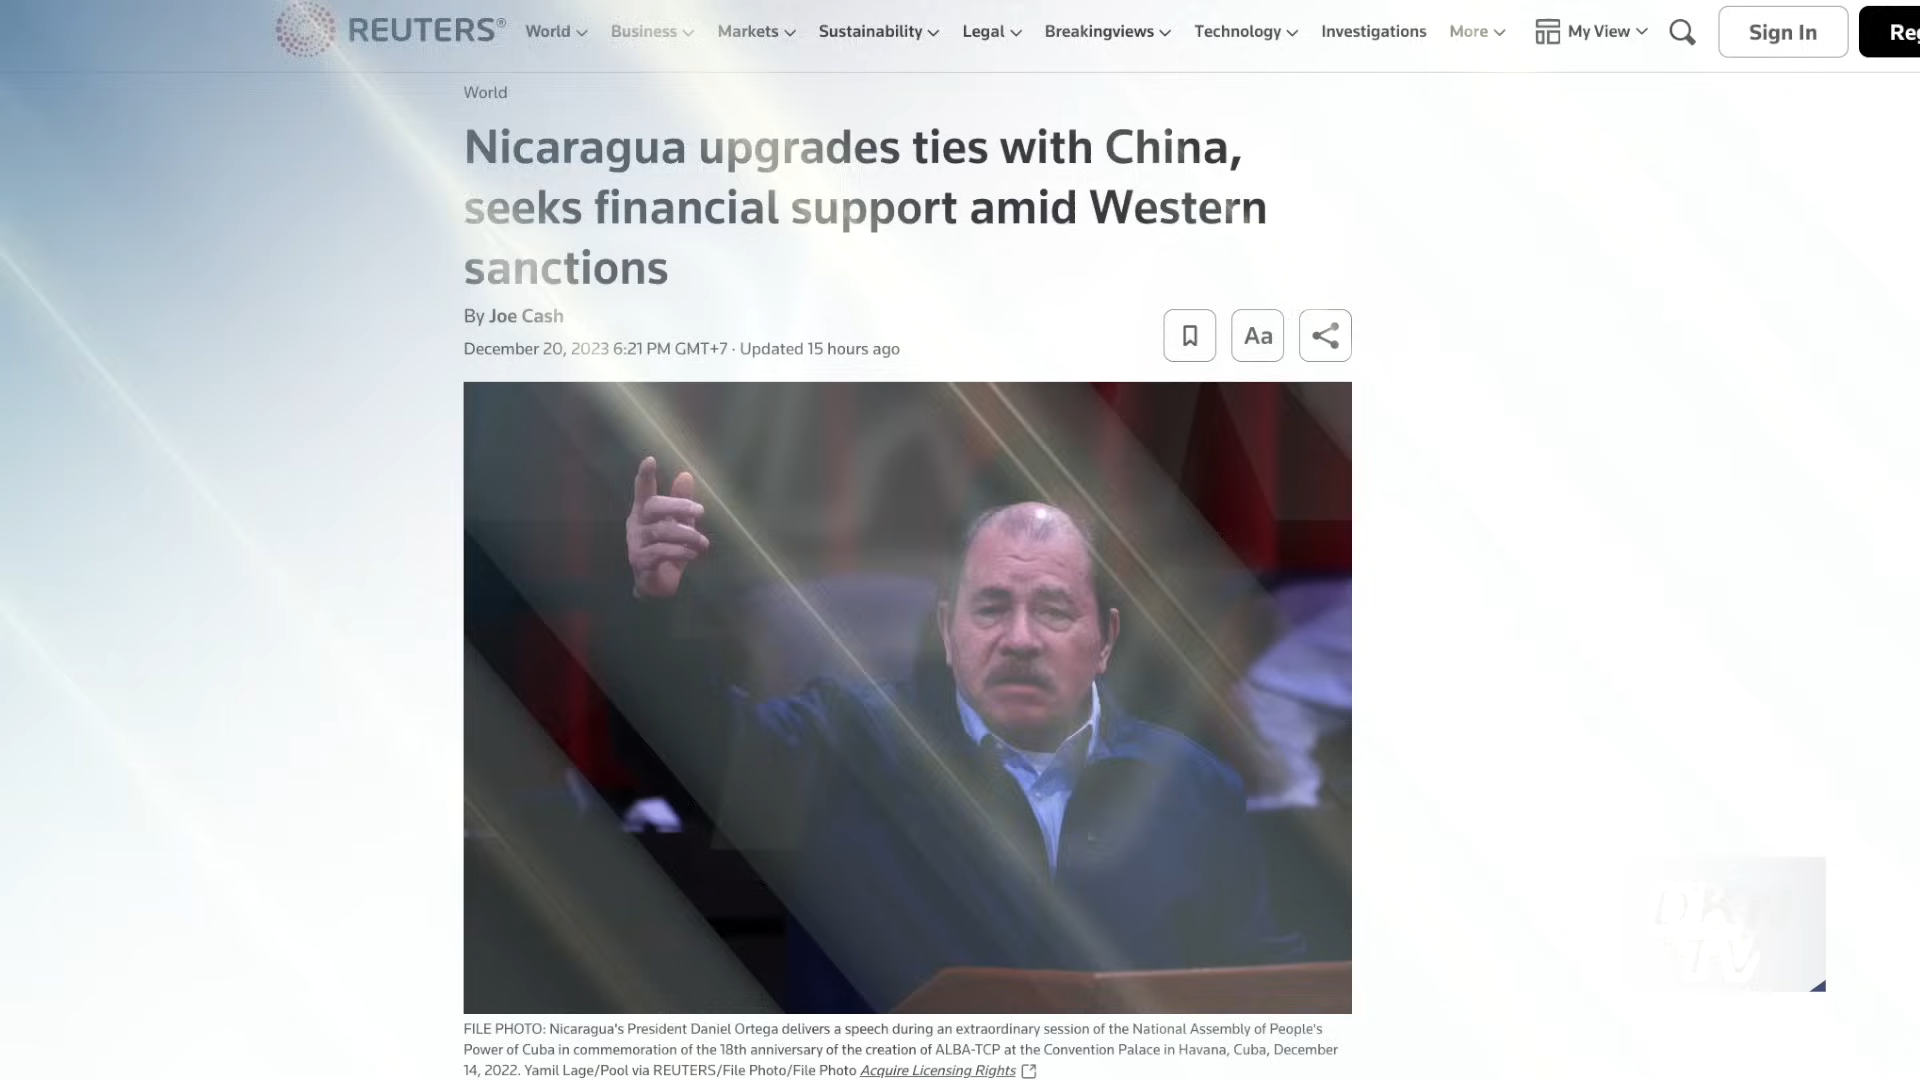 REUTERS®
World
Business
Markets
Sustainability
Legal
Breakingviews
Technology
Investigations
More
My View
Sign In
World
Nicaragua upgrades ties with China,
seeks financial support amid Western
sanctions
By Joe Cash
December 20, 2023 6:21 PM GMT+7 · Updated 15 hours ago
Aa
FILE PHOTO: Nicaragua's President Daniel Ortega delivers a speech during an extraordinary session of the National Assembly of People's
Power of Cuba in commemoration of the 18th anniversary of the creation of ALBA-TCP at the Convention Palace in Havana, Cuba, December
14, 2022. Yamil Lage/Pool via REUTERS/File Photo/File Photo Acquire Licensing Rights